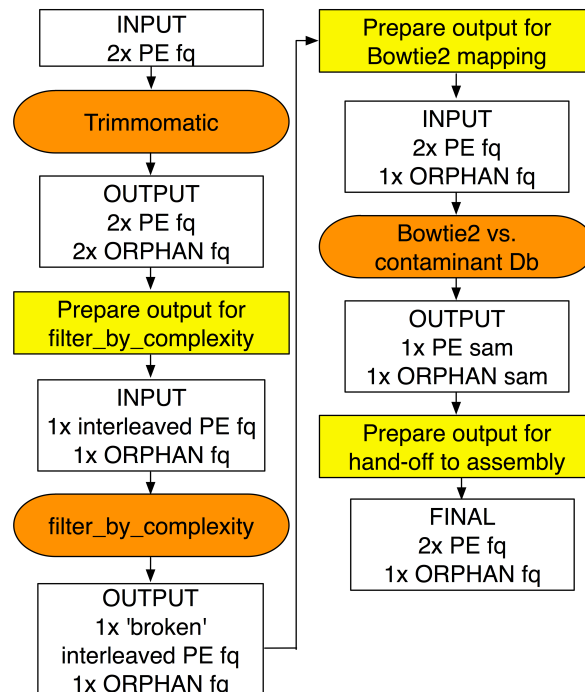 INPUT
2x PE fq
Trimmomatic
OUTPUT
2x PE fq
2x ORPHAN fq
Prepare output for
filter_by_complexity
INPUT
1x interleaved PE fq
1x ORPHAN fq
filter_by_complexity
OUTPUT
1x 'broken'
interleaved PE fq
1x ORPHAN fq
Prepare output for
Bowtie2 mapping
INPUT
2x PE fq
1x ORPHAN fq
Bowtie2 vs.
contaminant Db
OUTPUT
1x PE sam
1x ORPHAN sam
Prepare output for
hand-off to assembly
FINAL
2x PE fq
1x ORPHAN fq